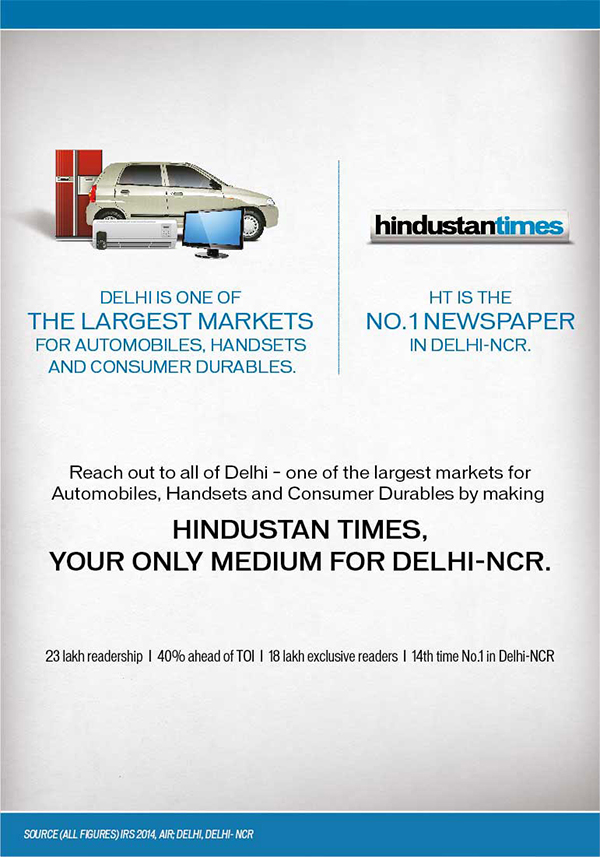 hindustantimes
DELHI IS ONE OF
THE LARGEST MARKETS
FOR AUTOMOBILES, HANDSETS
AND CONSUMER DURABLES.
HT IS THE
NO.1 NEWSPAPER
IN DELHI-NCR.
Reach out to all of Delhi – one of the largest markets for
Automobiles, Handsets and Consumer Durables by making
HINDUSTAN TIMES,
YOUR ONLY MEDIUM FOR DELHI-NCR.
23 lakh readership I 40% ahead of TOI I 18 lakh exclusive readers I 14th time No.1 in Delhi-NCR
SOURCE (ALL FIGURES) IRS 2014, AIR; DELHI, DELHI- NCR